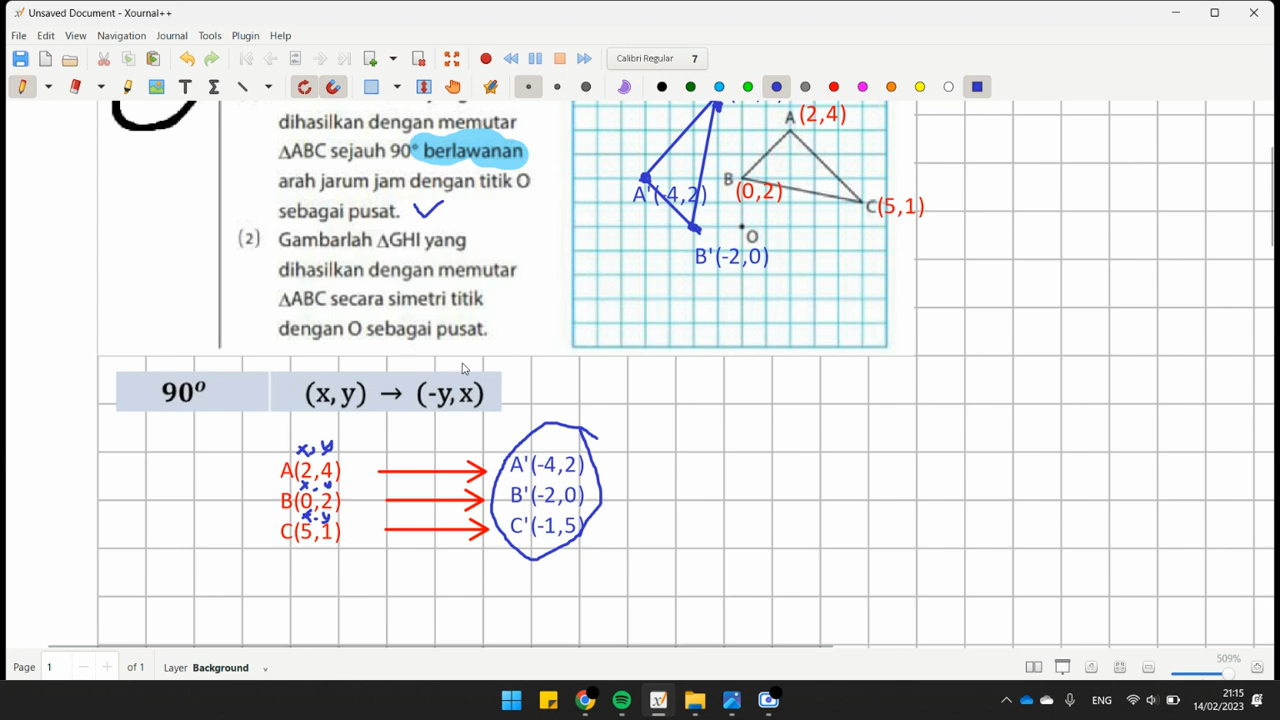 Unsaved Document - Xournal++
File Edit View Navigation Journal Tools Plugin Help
Calibri Regular 7
dihasilkan dengan memutar
ΔABC sejauh 90° berlawanan
arah jarum jam dengan titik O
sebagai pusat.
(2) Gambarlah ΔGHI yang
dihasilkan dengan memutar
ΔABC secara simetri titik
dengan O sebagai pusat.
A (2,4)
B (0,2)
C (5,1)
A'(-4,2)
O
B'(-2,0)
90° (x, y) → (-y, x)
x, y
A(2,4) A'(-4,2)
x, y
B(0,2) B'(-2,0)
x, y
C(5,1) C'(-1,5)
Page 1 of 1 Layer Background 509%
ENG 21:15
14/02/2023